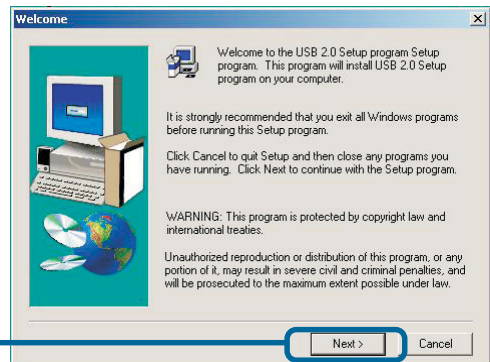 Welcome
Welcome to the USB 2.0 Setup program Setup
program. This program will install USB 2.0 Setup
program on your computer.
It is strongly recommended that you exit all Windows programs
before running this Setup program.
Click Cancel to quit Setup and then close any programs you
have running. Click Next to continue with the Setup program.
WARNING: This program is protected by copyright law and
international treaties.
Unauthorized reproduction or distribution of this program, or any
portion of it, may result in severe civil and criminal penalties, and
will be prosecuted to the maximum extent possible under law.
Next > Cancel